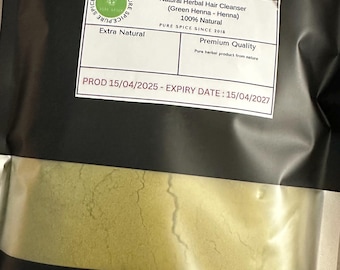 Natural Herbal Hair Cleanser
(Green Henna - Henna)
100% Natural
PURE SPICE SINCE 2016
Extra Natural
Premium Quality
Pure herbal product from nature
PROD 15/04/2025 - EXPIRY DATE : 15/04/2027